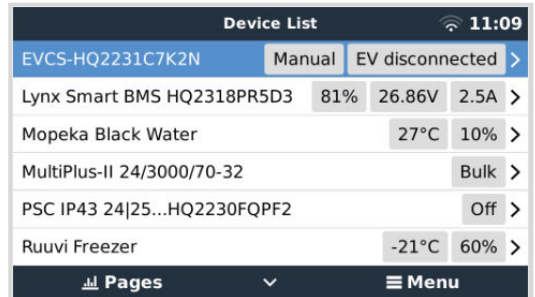 Device List 11:09
EVCS-HQ2231C7K2N Manual EV disconnected
Lynx Smart BMS HQ2318PR5D3 81% 26.86V 2.5A
Mopeka Black Water 27°C 10%
MultiPlus-II 24/3000/70-32 Bulk
PSC IP43 24|25...HQ2230FQPF2 Off
Ruuvi Freezer -21°C 60%
Pages Menu